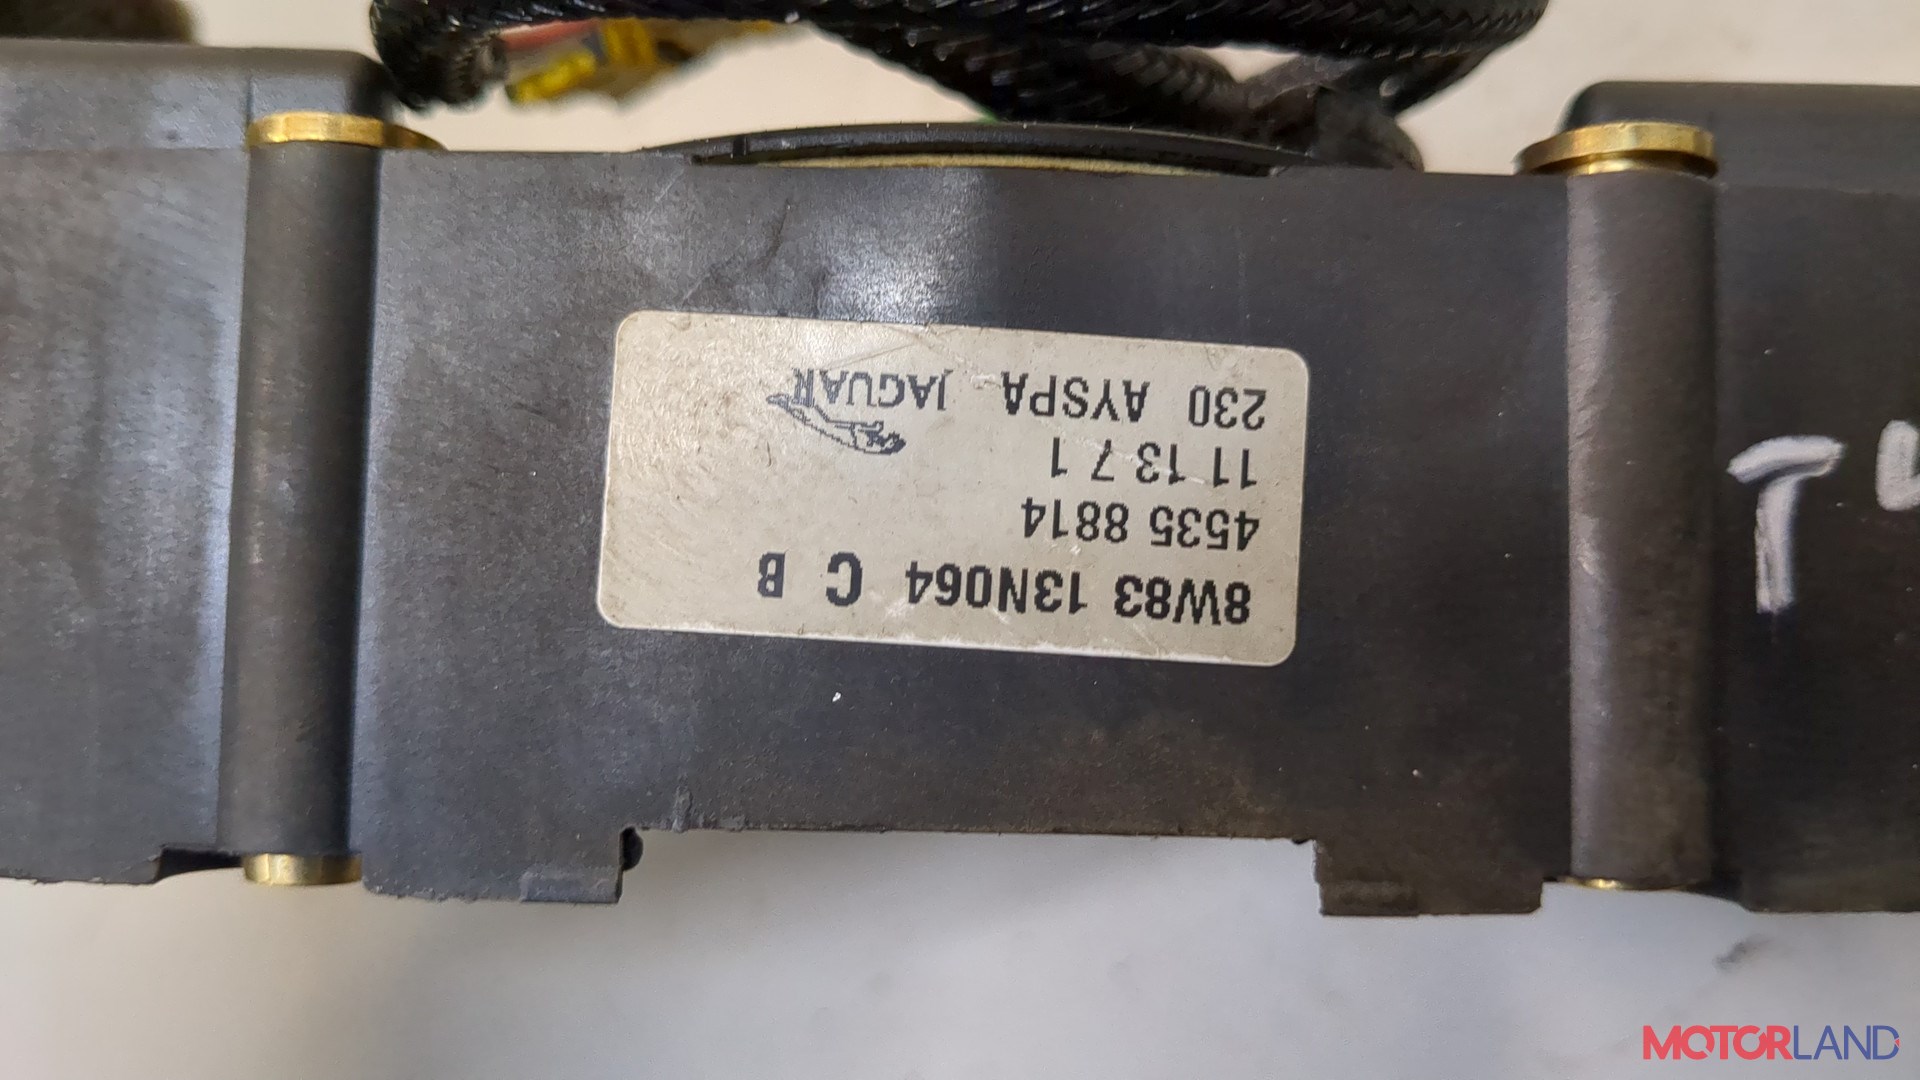 8W83 13N064 C B
4535 8814
11 13 7 1
230 AYSPA JAGUAR
MOTORLAND